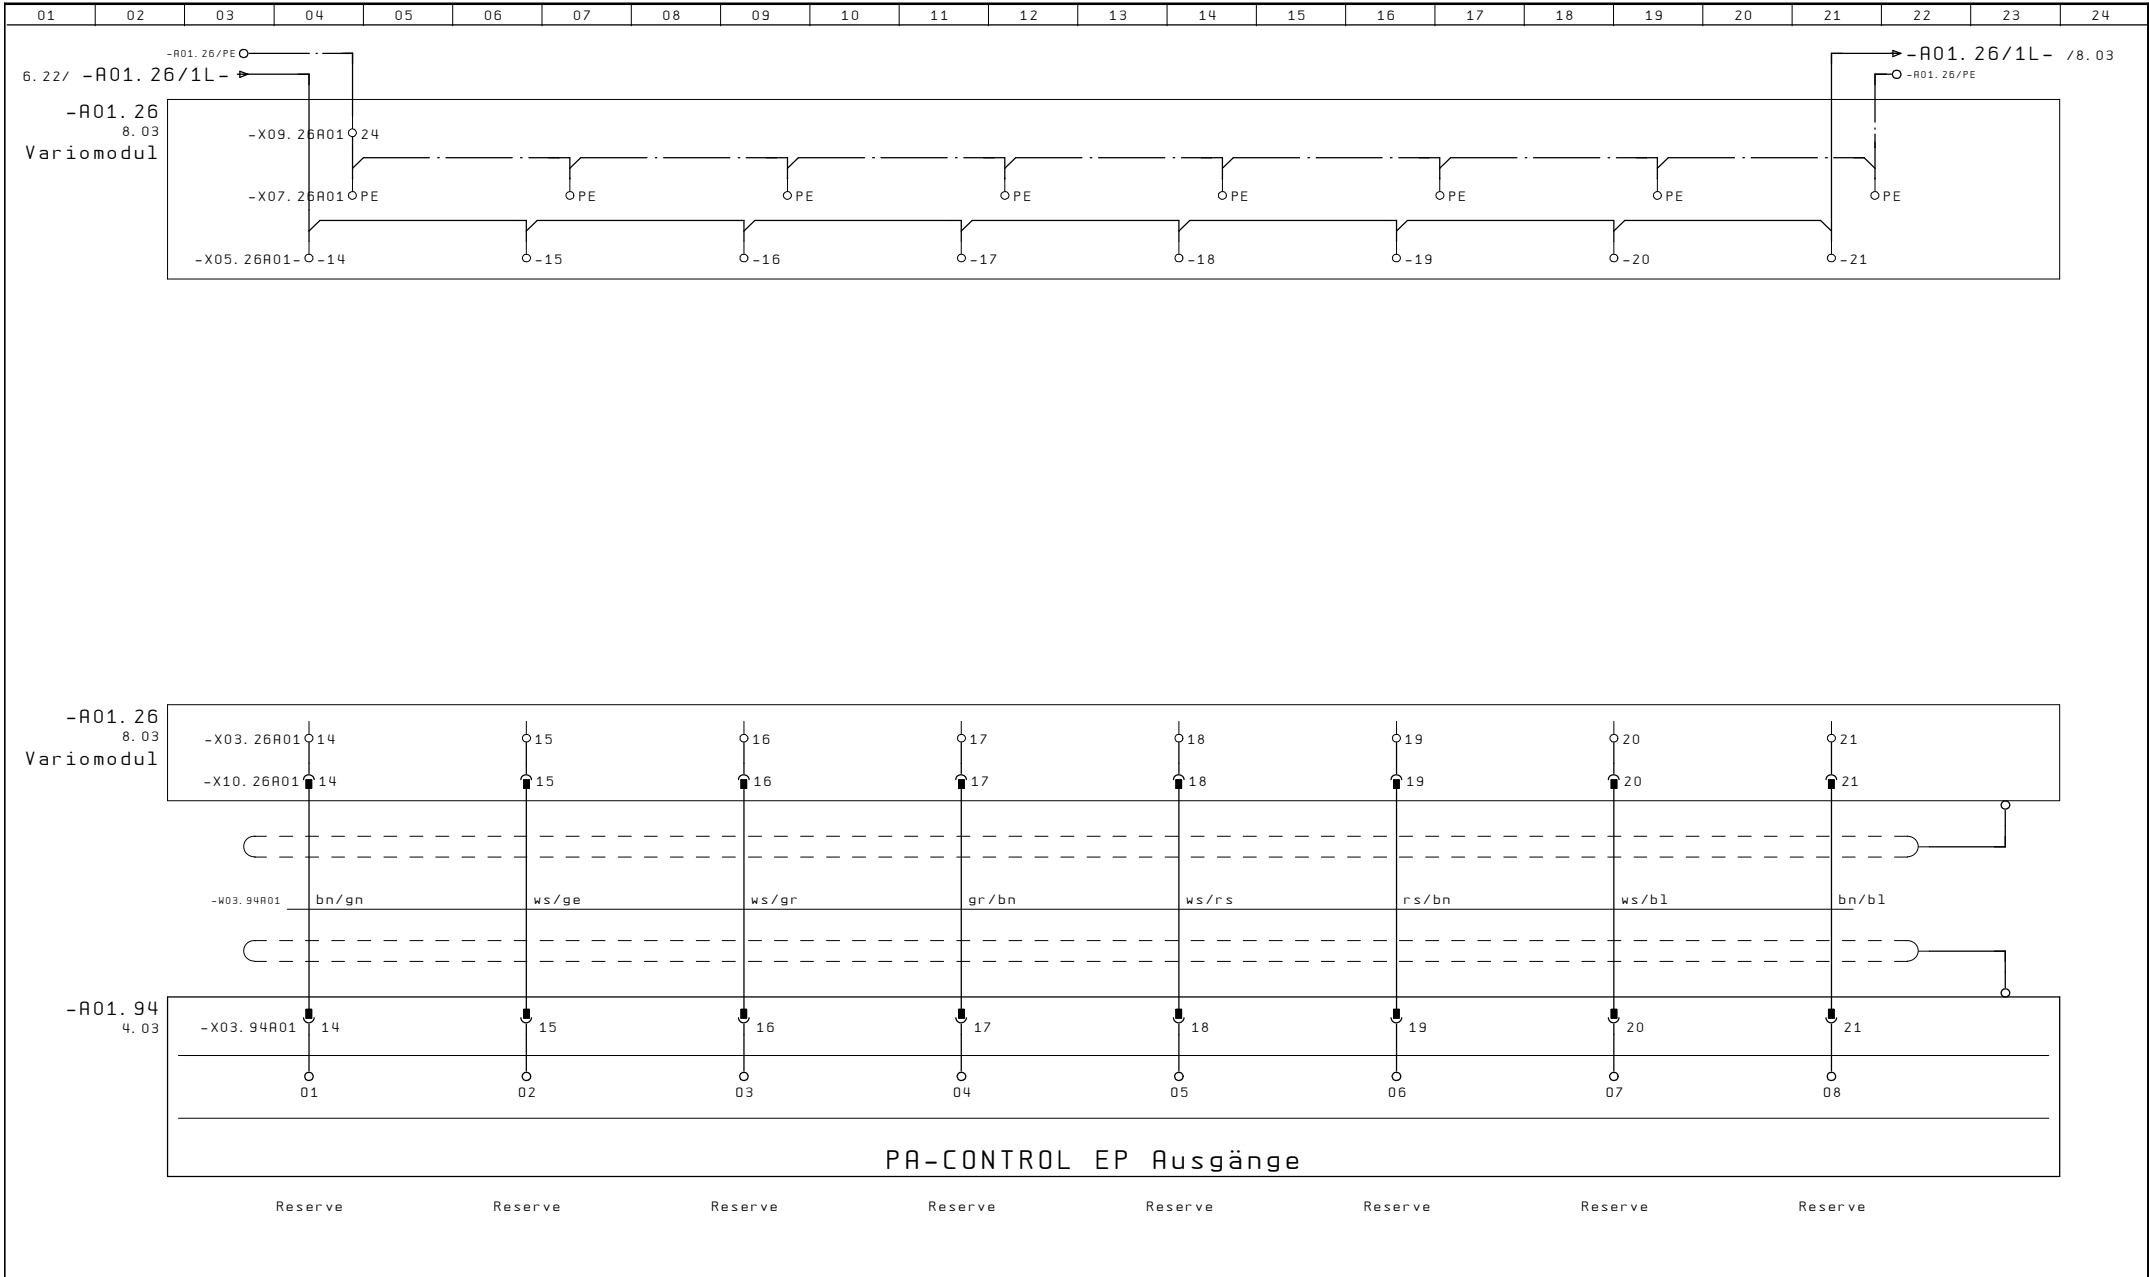 01 02 03 04 05 06 07 08 09 10 11 12 13 14 15 16 17 18 19 20 21 22 23 24
-A01.26/PE -A01.26/1L- /8.03
6.22/ -A01.26/1L- -A01.26/PE
-A01.26
8.03
Variomodul
-X09.26A01 24
-X07.26A01 PE PE PE PE PE PE PE PE
-X05.26A01- -14 -15 -16 -17 -18 -19 -20 -21
-A01.26
8.03
Variomodul
-X03.26A01 14 15 16 17 18 19 20 21
-X10.26A01 14 15 16 17 18 19 20 21
-W03.94A01 bn/gn ws/ge ws/gr gr/bn ws/rs rs/bn ws/bl bn/bl
-A01.94
4.03
-X03.94A01 14 15 16 17 18 19 20 21
01 02 03 04 05 06 07 08
PA-CONTROL EP Ausgänge
Reserve Reserve Reserve Reserve Reserve Reserve Reserve Reserve